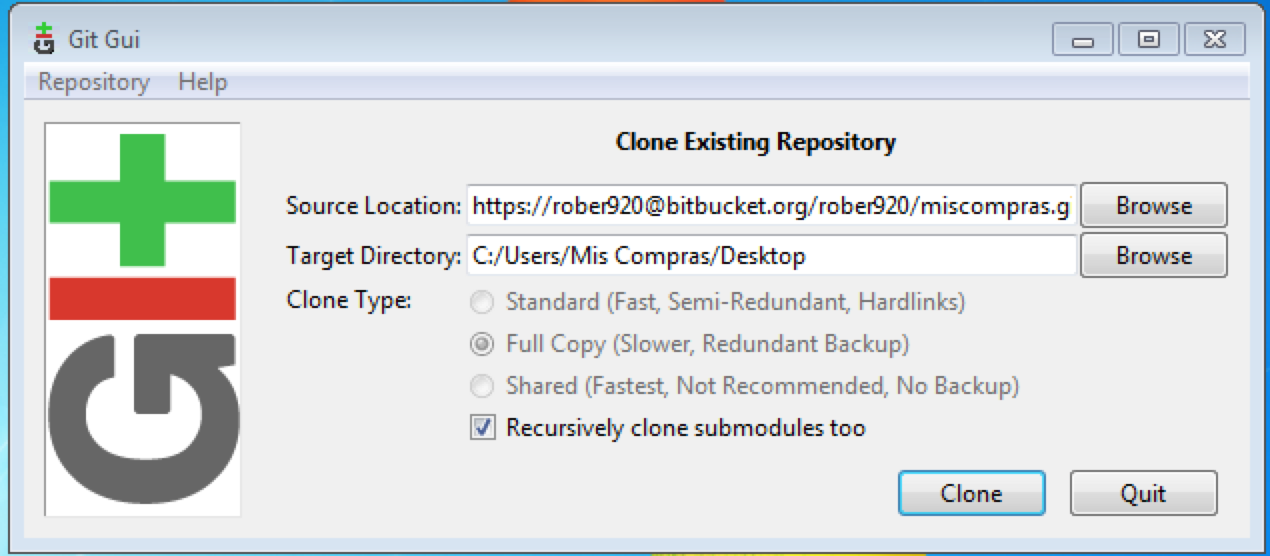 Git Gui
Repository Help
Clone Existing Repository
Source Location: https://rober920@bitbucket.org/rober920/miscompras.g Browse
Target Directory: C:/Users/Mis Compras/Desktop Browse
Clone Type: Standard (Fast, Semi-Redundant, Hardlinks)
Full Copy (Slower, Redundant Backup)
Shared (Fastest, Not Recommended, No Backup)
Recursively clone submodules too
Clone Quit
GIT